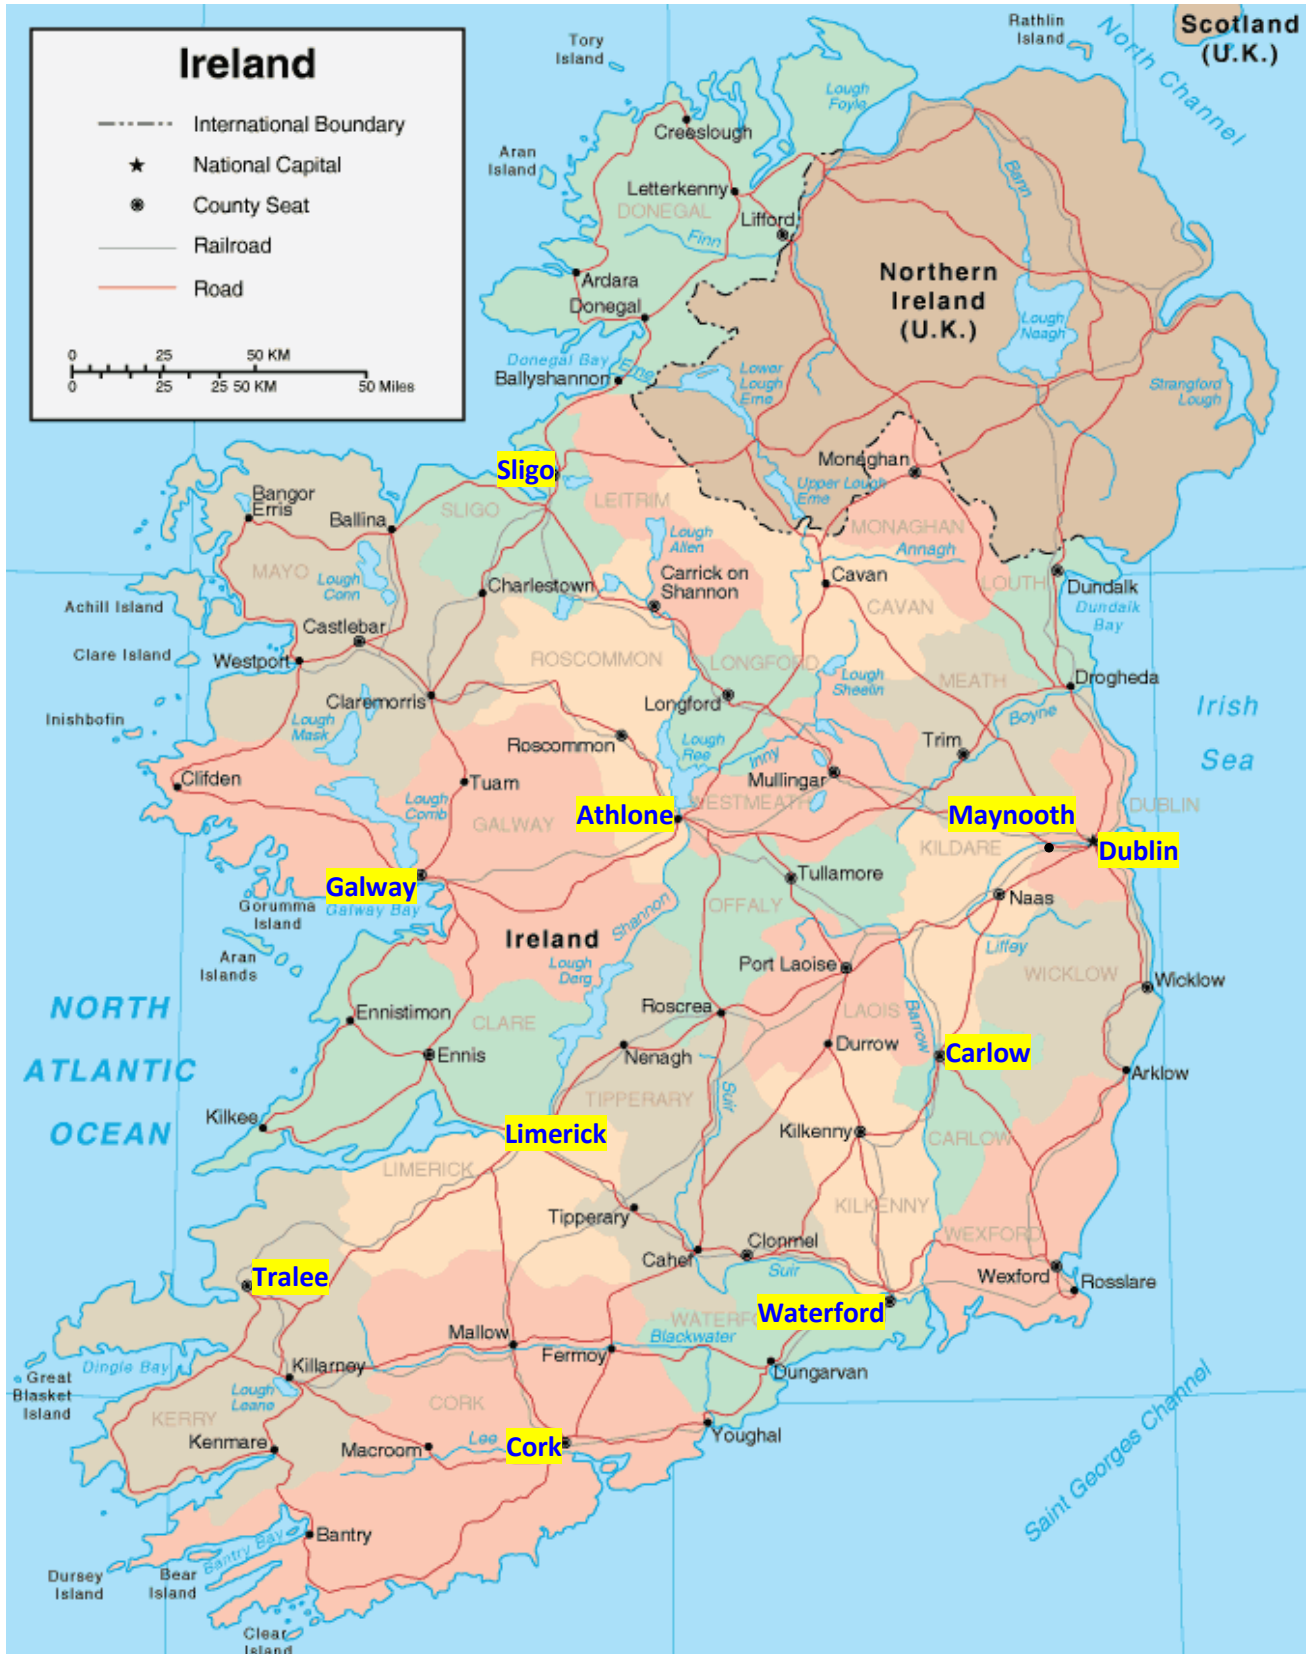 Ireland
International Boundary
National Capital
County Seat
Railroad
Road
0 25 50 KM
0 25 25 50 KM 50 Miles
Tory
Island
Rathlin
Island
Scotland
(U.K.)
North Channel
Lough
Foyle
Creeslough
Aran
Island
Letterkenny
DONEGAL
Lifford
Finn
Bann
Ardara
Donegal
Northern
Ireland
(U.K.)
Lough
Neagh
Donegal Bay
Erne
Ballyshannon
Lower
Lough
Erne
Strangford
Lough
Sligo
Monaghan
Upper Lough
Erne
Bangor
Erris
Ballina
SLIGO
LEITRIM
MONAGHAN
Annagh
Lough
Allen
MAYO
Lough
Conn
Charlestown
Carrick on
Shannon
Cavan
CAVAN
LOUTH
Dundalk
Dundalk
Bay
Achill Island
Castlebar
Clare Island
Westport
ROSCOMMON
LONGFORD
Lough
Sheelin
MEATH
Drogheda
Claremorris
Longford
Boyne
Irish
Sea
Inishbofin
Lough
Mask
Roscommon
Lough
Ree
Inny
Trim
Mullingar
Clifden
Tuam
Lough
Comb
GALWAY
Athlone
WESTMEATH
Maynooth
DUBLIN
KILDARE
Dublin
Galway
Galway Bay
Gorumma
Island
Tullamore
Naas
OFFALY
Shannon
Ireland
Liffey
Aran
Islands
Lough
Derg
Port Laoise
WICKLOW
Wicklow
NORTH
ATLANTIC
OCEAN
Ennistimon
CLARE
Roscrea
LAOIS
Barrow
Ennis
Nenagh
Durrow
Carlow
Arklow
TIPPERARY
Suir
Kilkee
Limerick
Kilkenny
CARLOW
LIMERICK
Tipperary
KILKENNY
Cahel
Clonmel
WEXFORD
Suir
Tralee
Wexford
Rosslare
Waterford
WATERFO
Mallow
Blackwater
Fermoy
Dingle Bay
Killarney
Dungarvan
Great
Blasket
Island
Lough
Leane
KERRY
CORK
Kenmare
Macroom
Lee
Cork
Youghal
Saint Georges Channel
Bantry
Bantry Bay
Dursey
Island
Bear
Island
Clear
Island